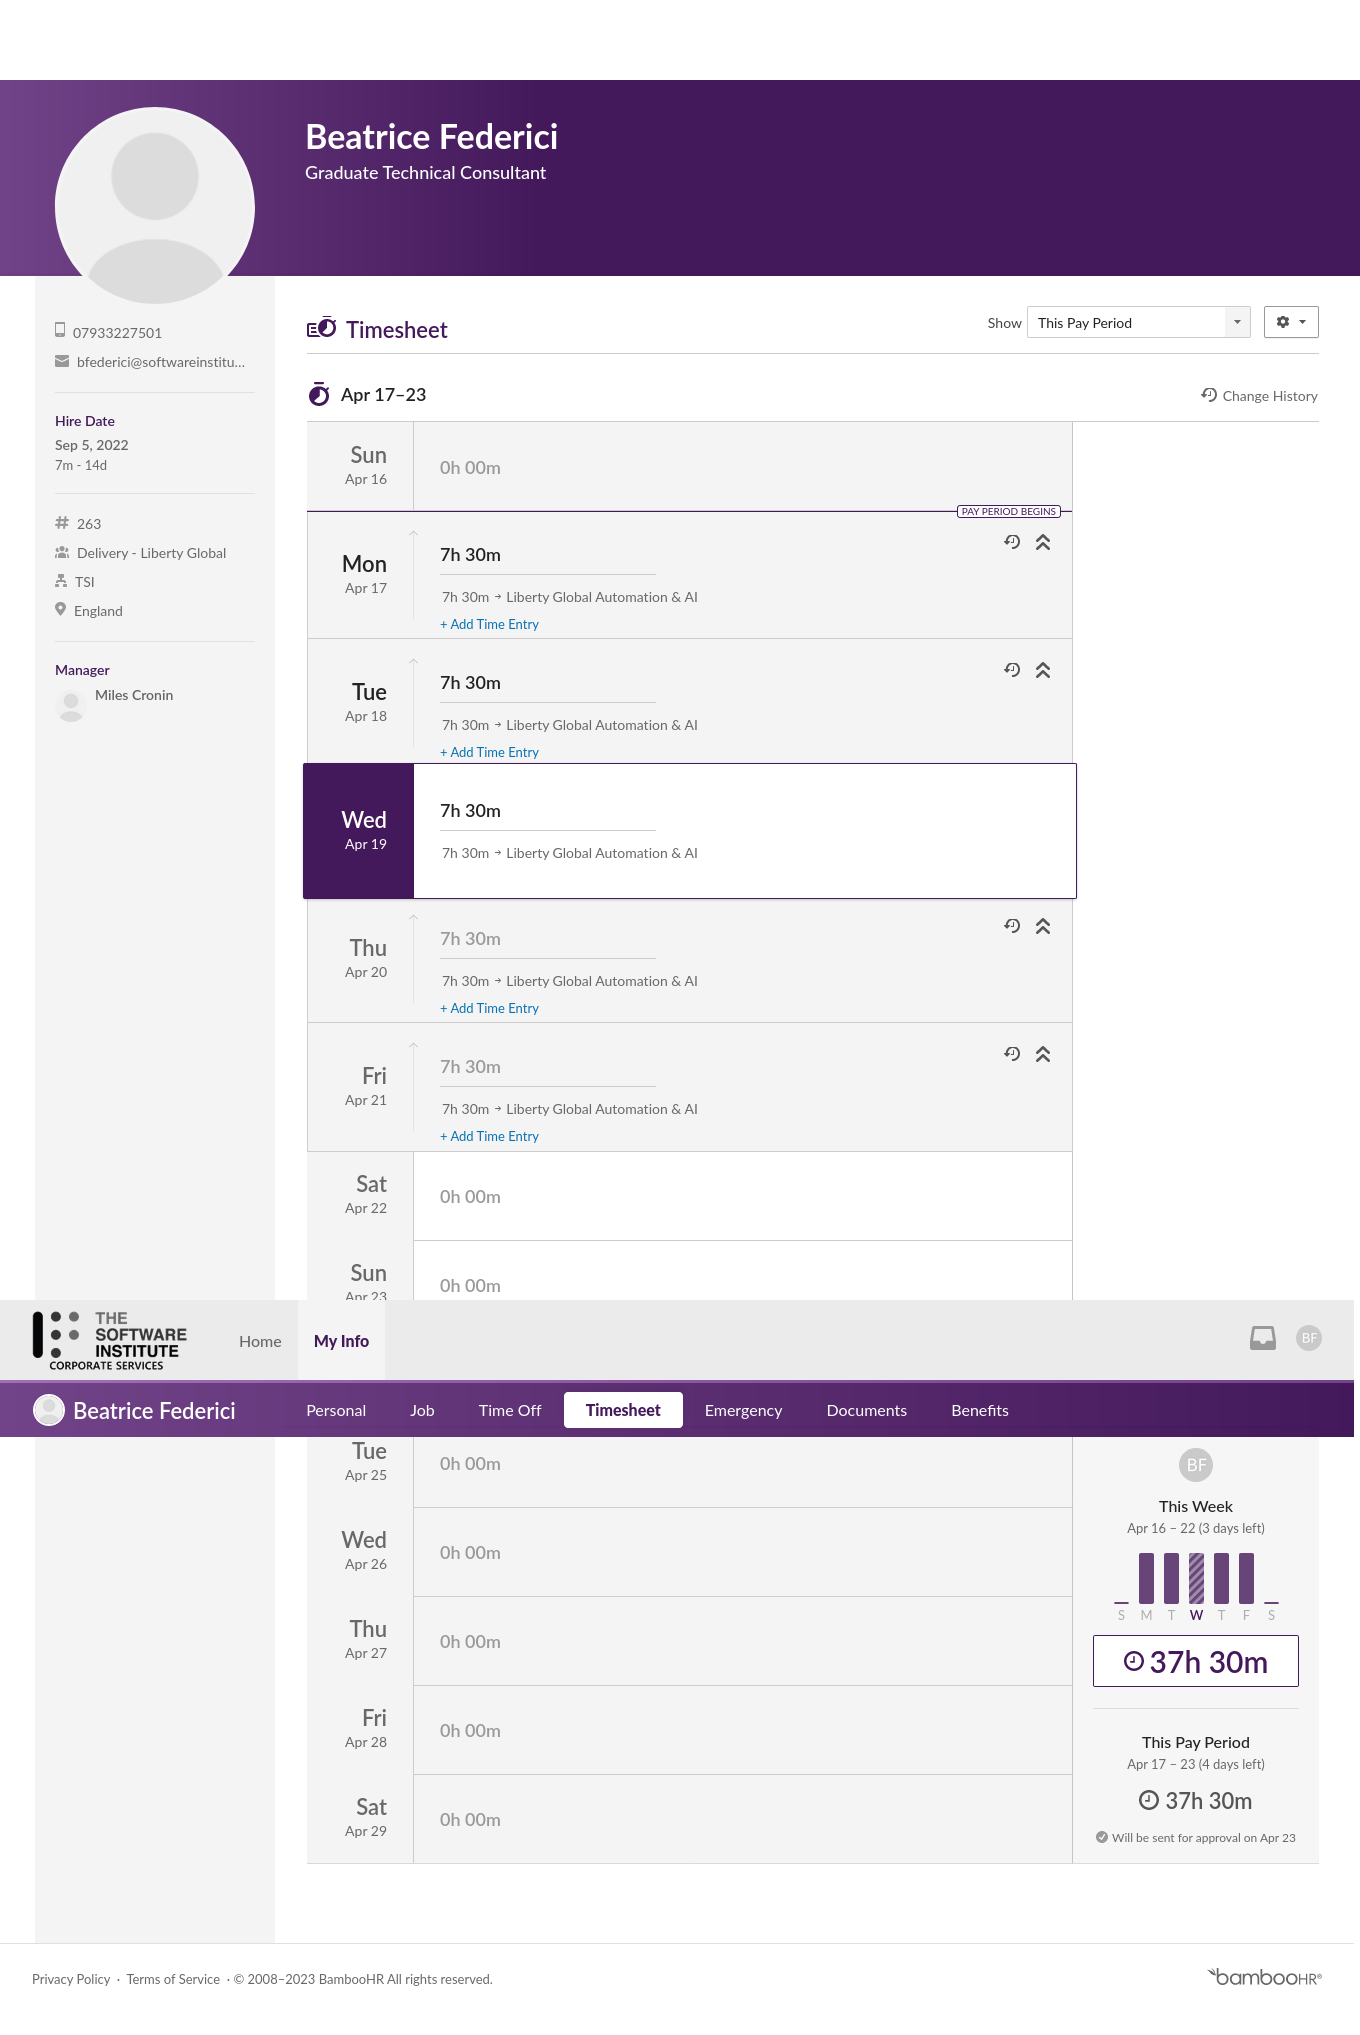 Beatrice Federici
Graduate Technical Consultant
07933227501
bfederici@softwareinstitu...
Hire Date
Sep 5, 2022
7m - 14d
263
Delivery - Liberty Global
TSI
England
Manager
Miles Cronin
Timesheet
Show This Pay Period
Apr 17–23
Change History
Sun
Apr 16
0h 00m
PAY PERIOD BEGINS
Mon
Apr 17
7h 30m
7h 30m → Liberty Global Automation & AI
+ Add Time Entry
Tue
Apr 18
7h 30m
7h 30m → Liberty Global Automation & AI
+ Add Time Entry
Wed
Apr 19
7h 30m
7h 30m → Liberty Global Automation & AI
Thu
Apr 20
7h 30m
7h 30m → Liberty Global Automation & AI
+ Add Time Entry
Fri
Apr 21
7h 30m
7h 30m → Liberty Global Automation & AI
+ Add Time Entry
Sat
Apr 22
0h 00m
Sun
Apr 23
0h 00m
THE
SOFTWARE
INSTITUTE
CORPORATE SERVICES
Home My Info
BF
Beatrice Federici Personal Job Time Off Timesheet Emergency Documents Benefits
Tue
Apr 25
0h 00m
Wed
Apr 26
0h 00m
Thu
Apr 27
0h 00m
Fri
Apr 28
0h 00m
Sat
Apr 29
0h 00m
BF
This Week
Apr 16 – 22 (3 days left)
S M T W T F S
37h 30m
This Pay Period
Apr 17 – 23 (4 days left)
37h 30m
Will be sent for approval on Apr 23
Privacy Policy · Terms of Service · © 2008–2023 BambooHR All rights reserved.
bambooHR®